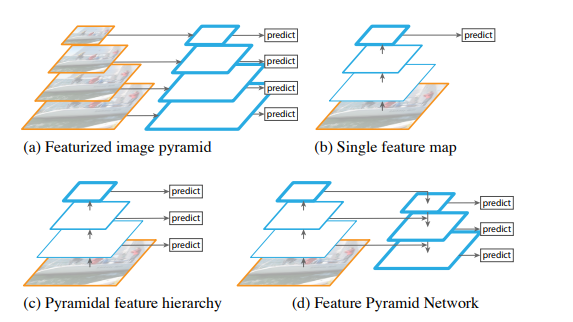 predict
predict
predict
predict
predict
(a) Featurized image pyramid
(b) Single feature map
predict
predict
predict
predict
predict
predict
(c) Pyramidal feature hierarchy
(d) Feature Pyramid Network